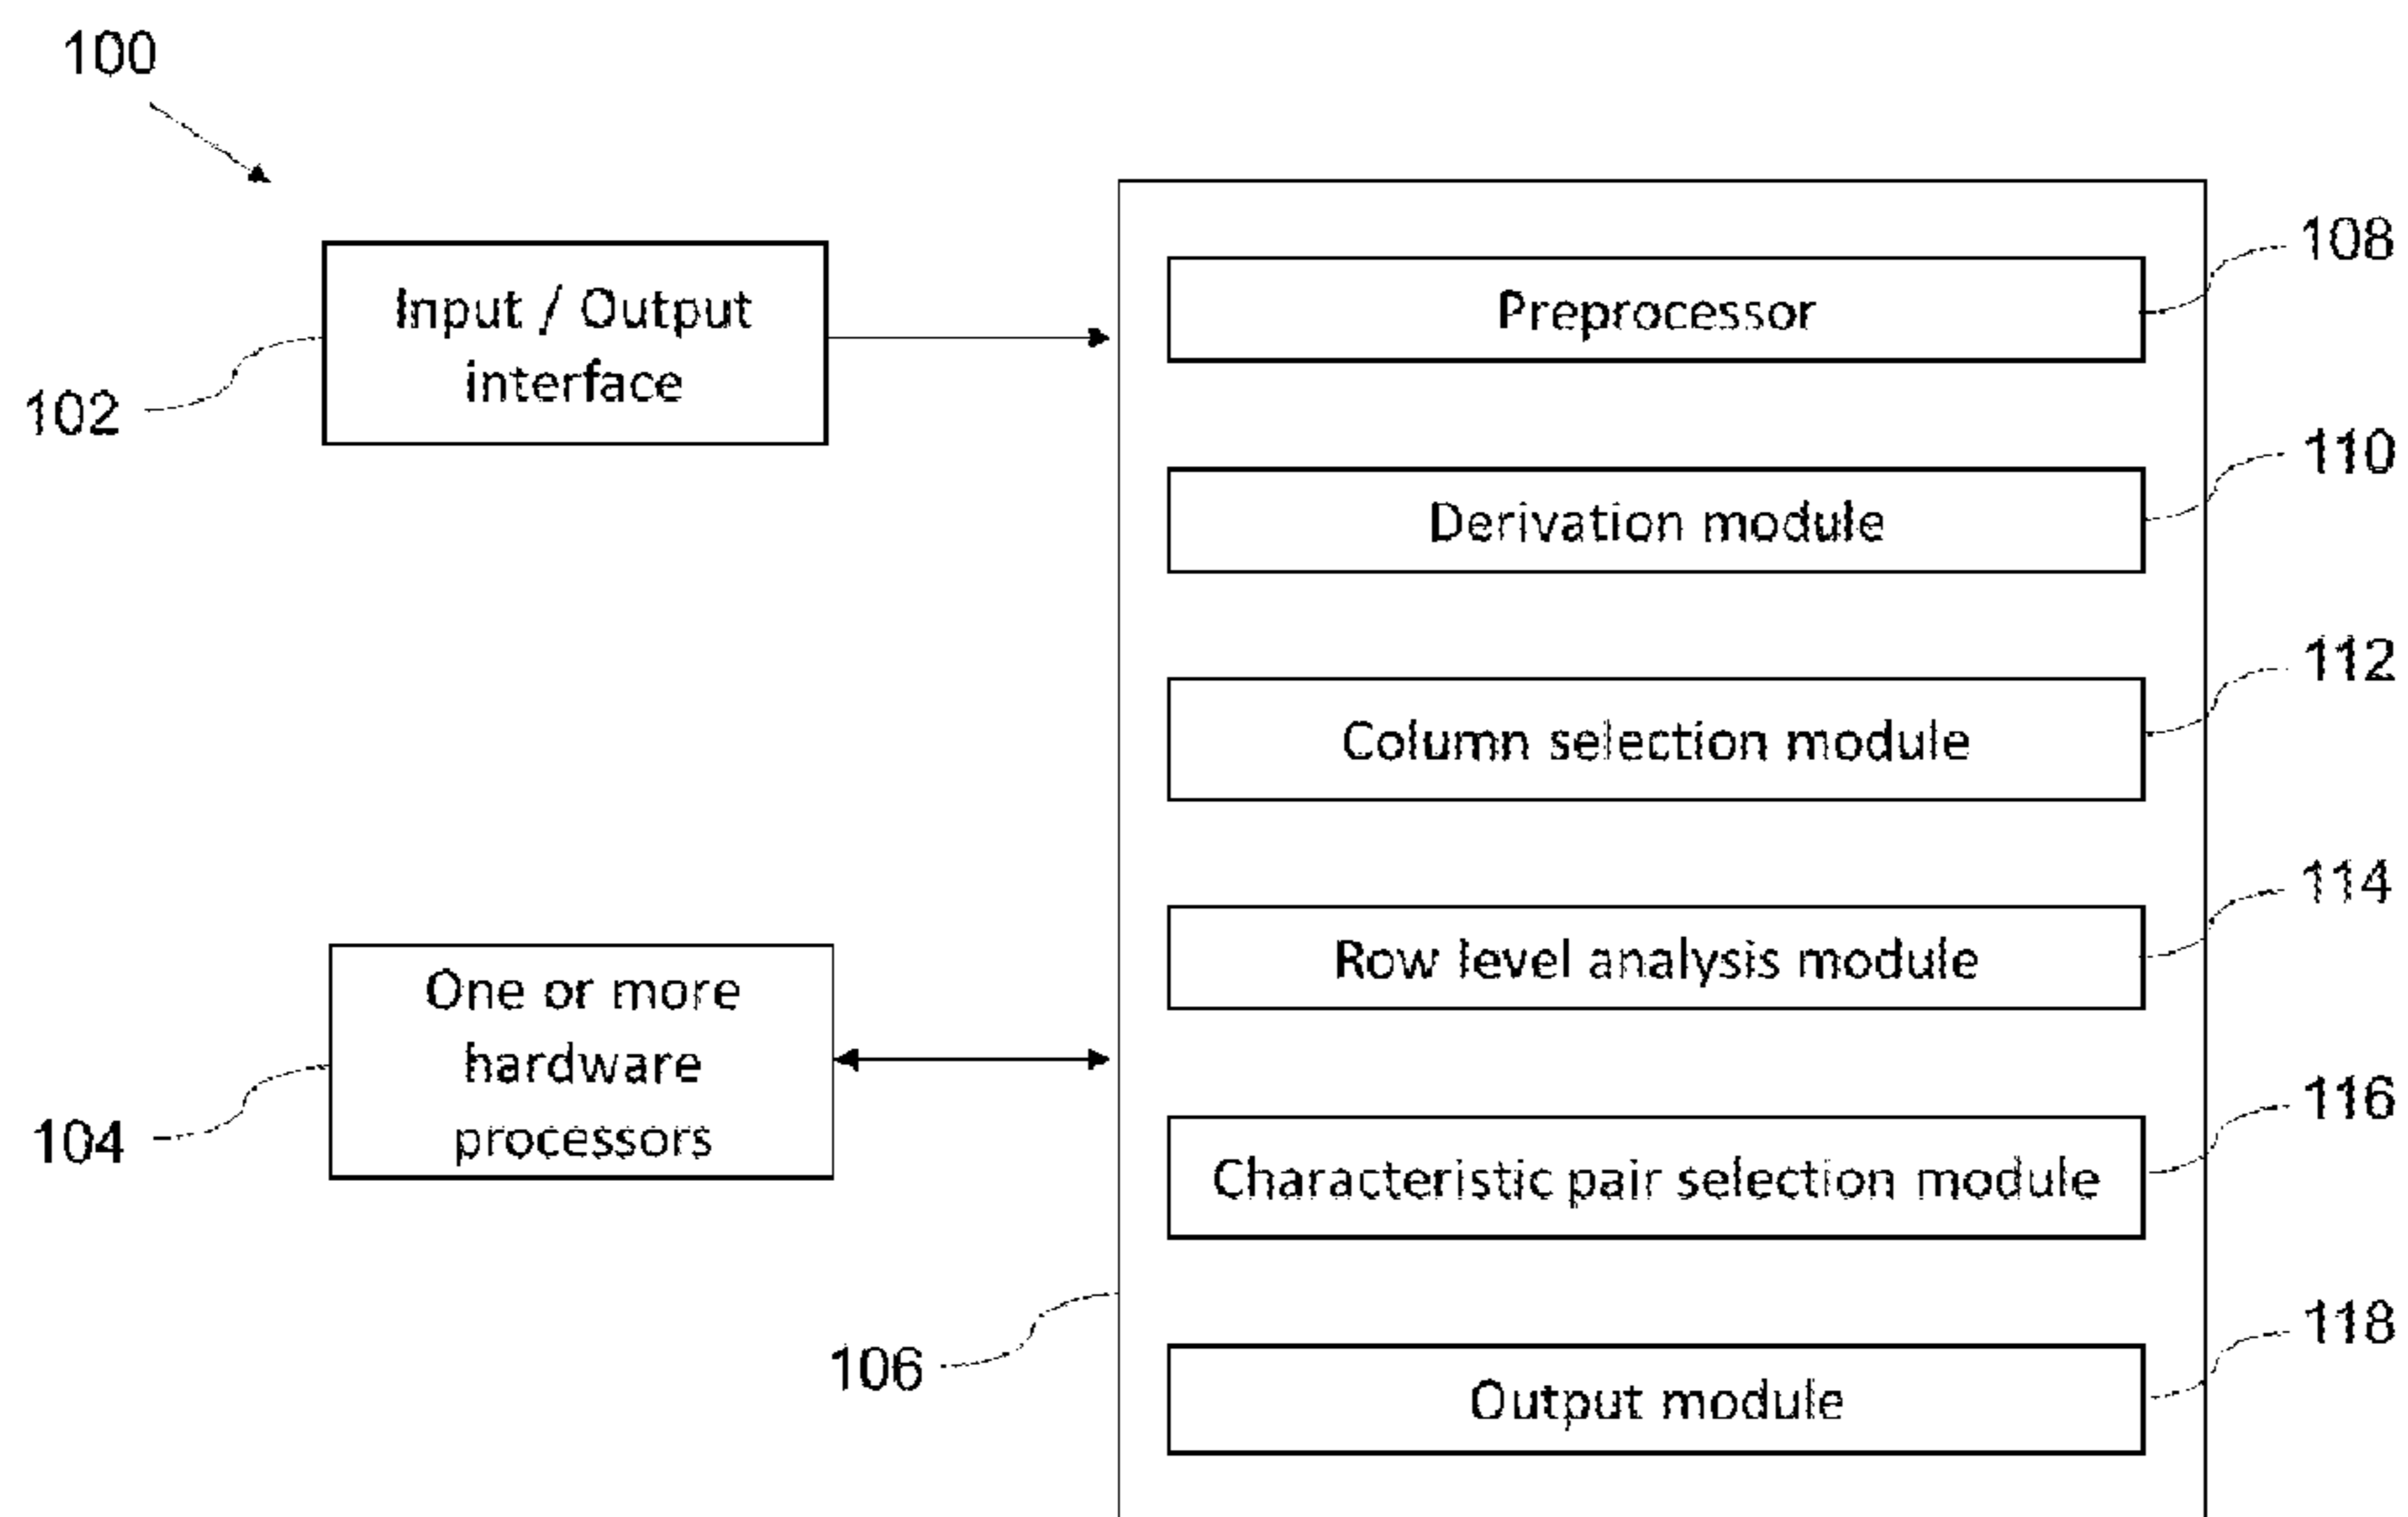 100
Input / Output
interface
102
One or more
hardware
processors
104
106
Preprocessor
108
Derivation module
110
Column selection module
112
Row level analysis module
114
Characteristic pair selection module
116
Output module
118